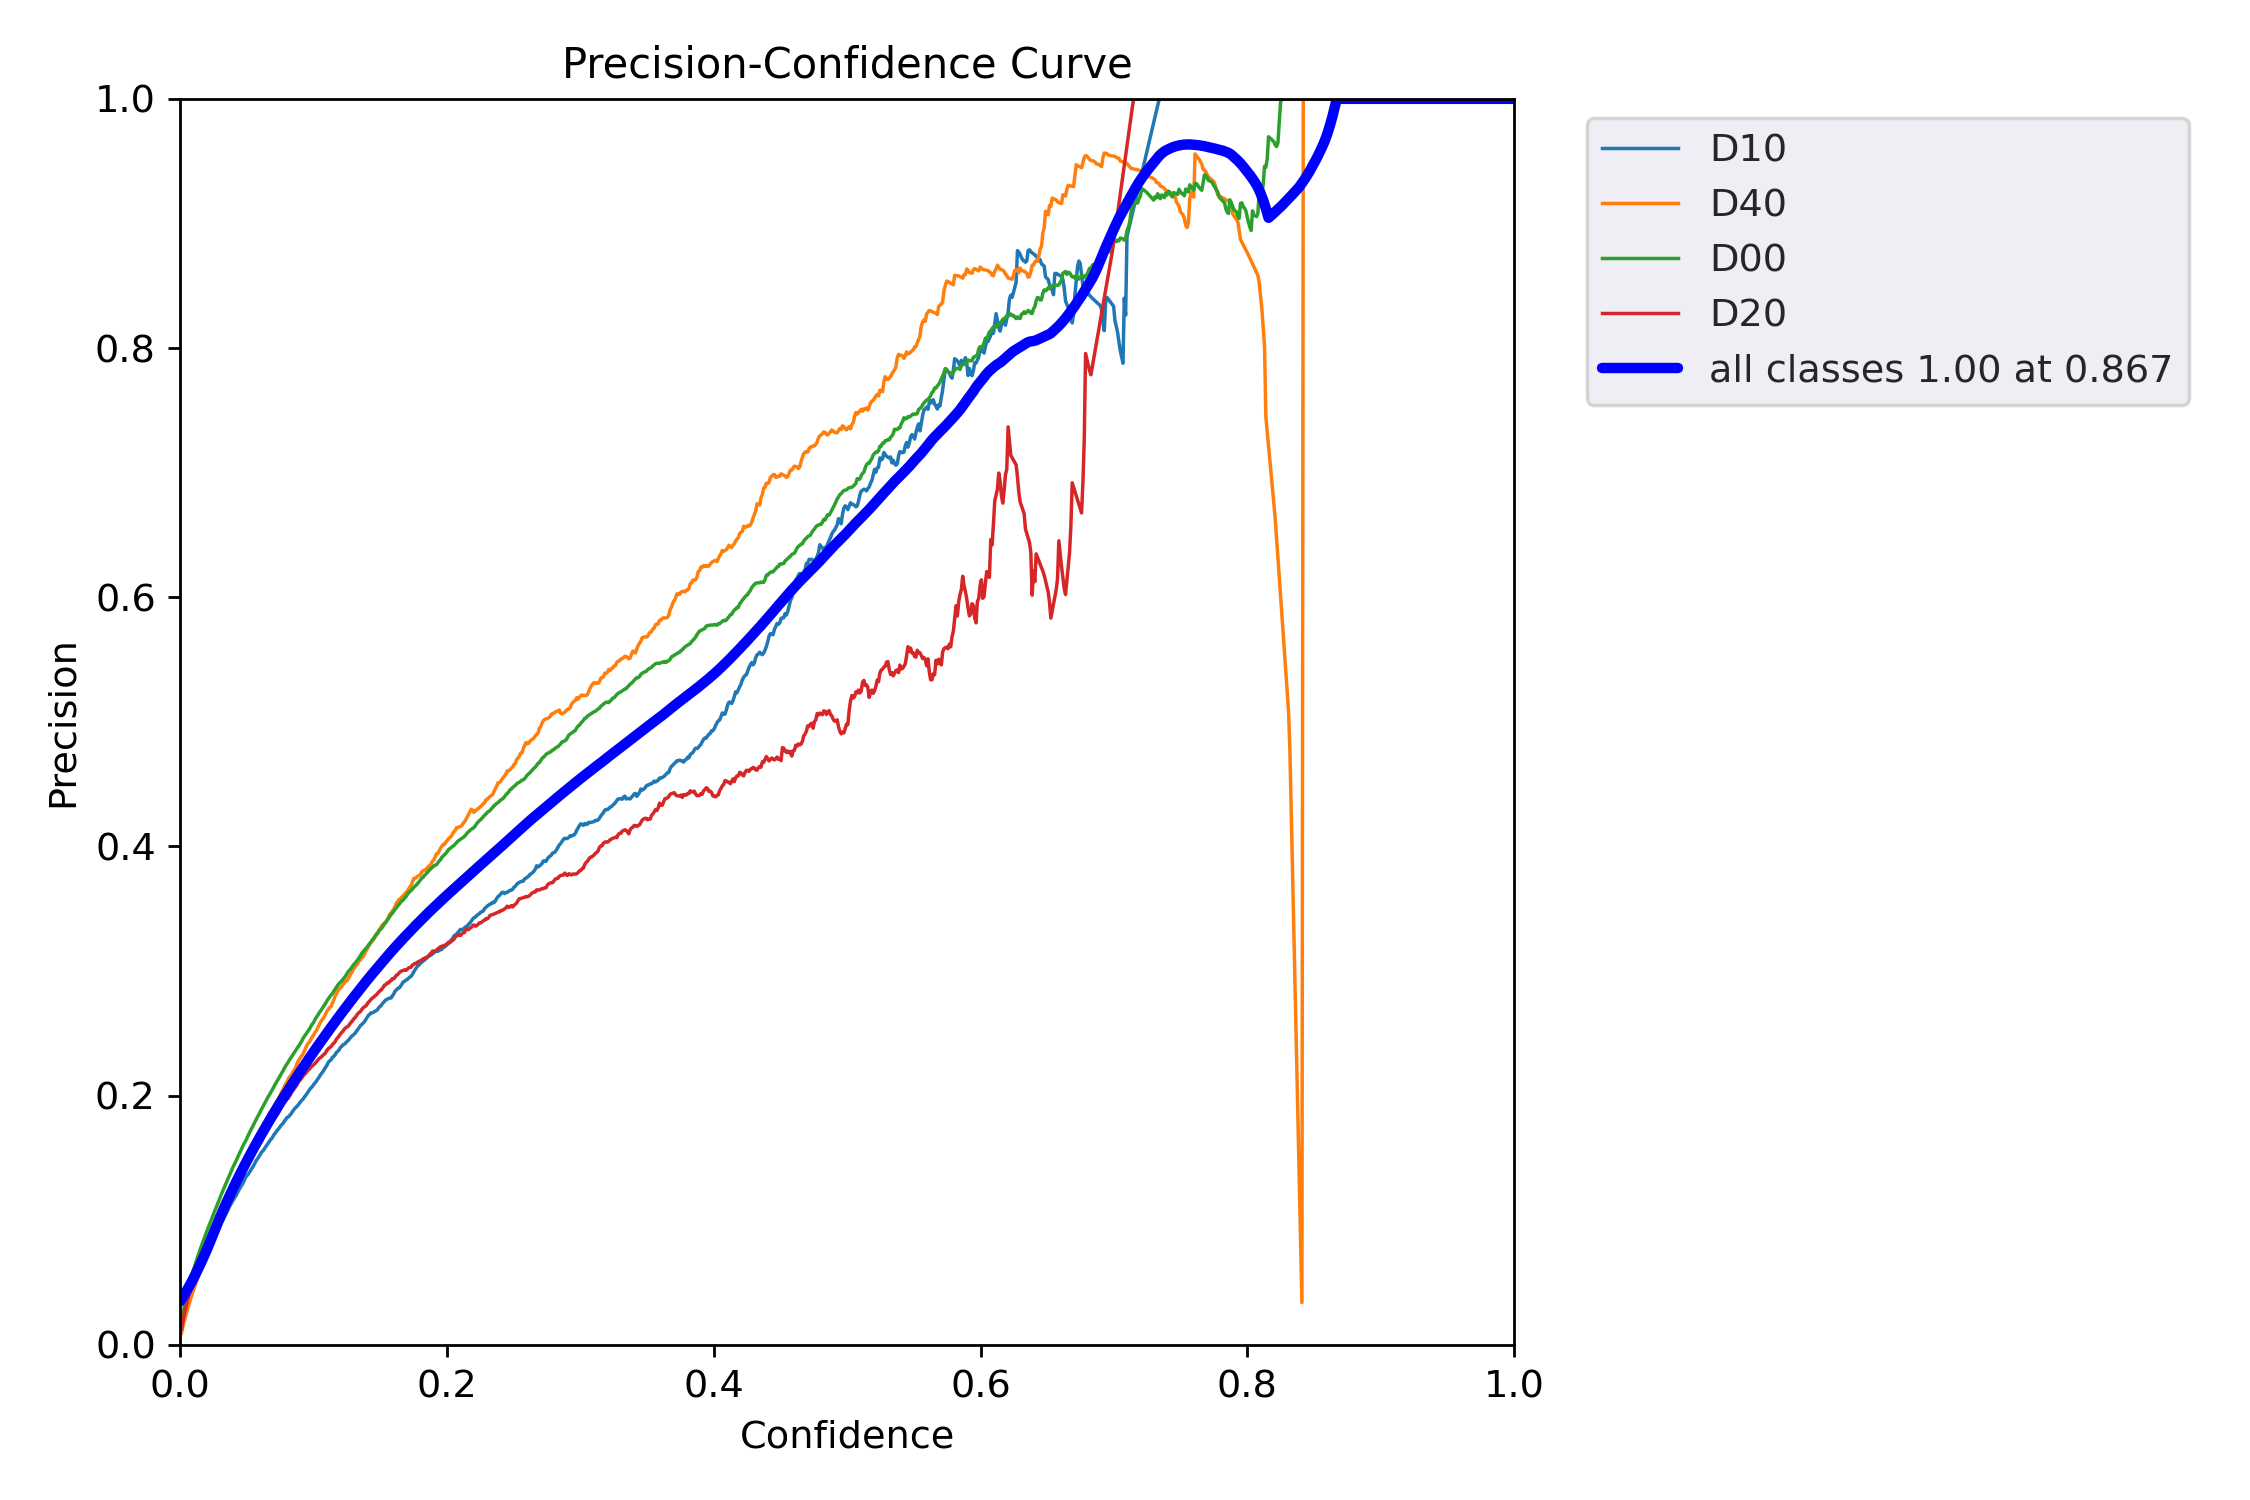 Precision-Confidence Curve
1.0
0.8
0.6
0.4
0.2
0.0
Precision
0.0 0.2 0.4 0.6 0.8 1.0
Confidence
D10
D40
D00
D20
all classes 1.00 at 0.867